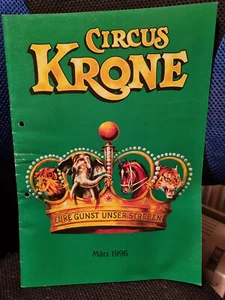 CIRCUS
KRONE
EURE GUNST UNSER STREBEN
März 1996